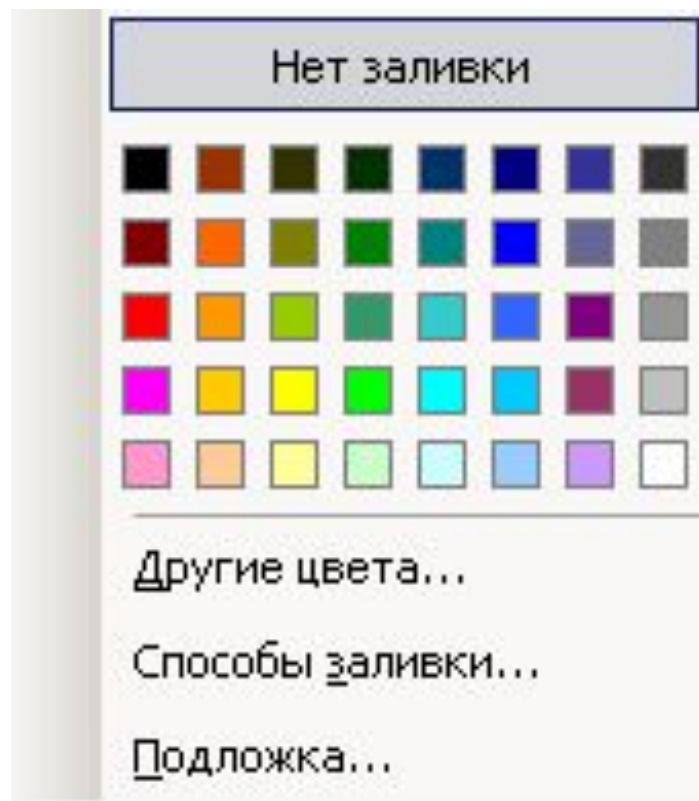 Нет заливки
Другие цвета...
Способы заливки...
Подложка...